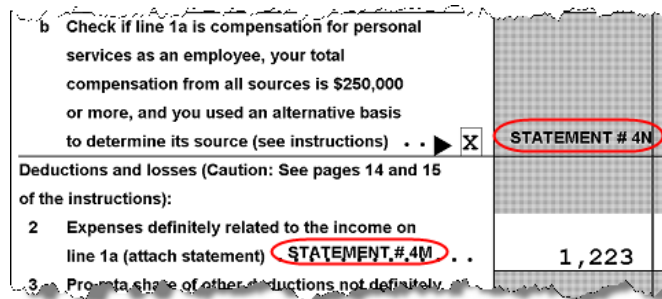 b Check if line 1a is compensation for personal
services as an employee, your total
compensation from all sources is $250,000
or more, and you used an alternative basis
to determine its source (see instructions) . . ▶ X STATEMENT # 4N
Deductions and losses (Caution: See pages 14 and 15
of the instructions):
2 Expenses definitely related to the income on
line 1a (attach statement) STATEMENT # 4M . . 1,223
3 Pro rata share of other deductions not definitely